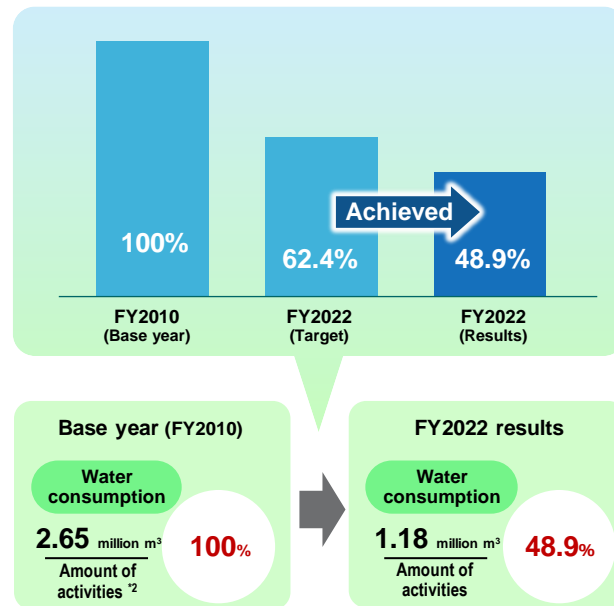 Achieved
100%
62.4%
48.9%
FY2010
(Base year)
FY2022
(Target)
FY2022
(Results)
Base year (FY2010)
Water
consumption
2.65 million m³
Amount of
activities *2
100%
FY2022 results
Water
consumption
1.18 million m³
Amount of
activities
48.9%